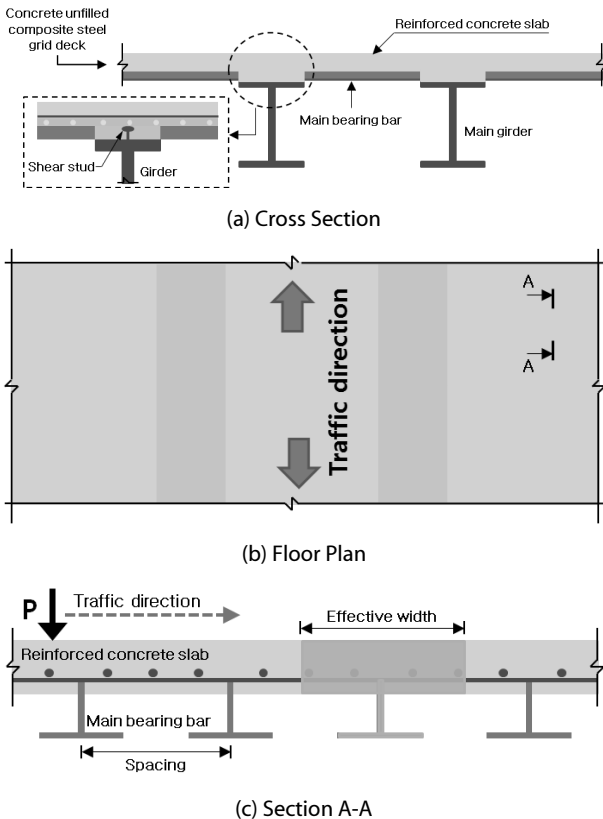 Concrete unfilled
composite steel
grid deck
Reinforced concrete slab
Main bearing bar
Main girder
Shear stud
Girder
(a) Cross Section
Traffic direction
A
A
(b) Floor Plan
P
Traffic direction
Effective width
Reinforced concrete slab
Main bearing bar
Spacing
(c) Section A-A